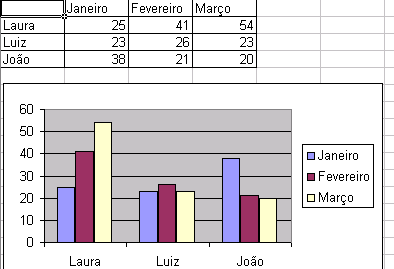 Janeiro Fevereiro Março
Laura 25 41 54
Luiz 23 26 23
João 38 21 20
60
50
40
30
20
10
0
Laura Luiz João
Janeiro
Fevereiro
Março